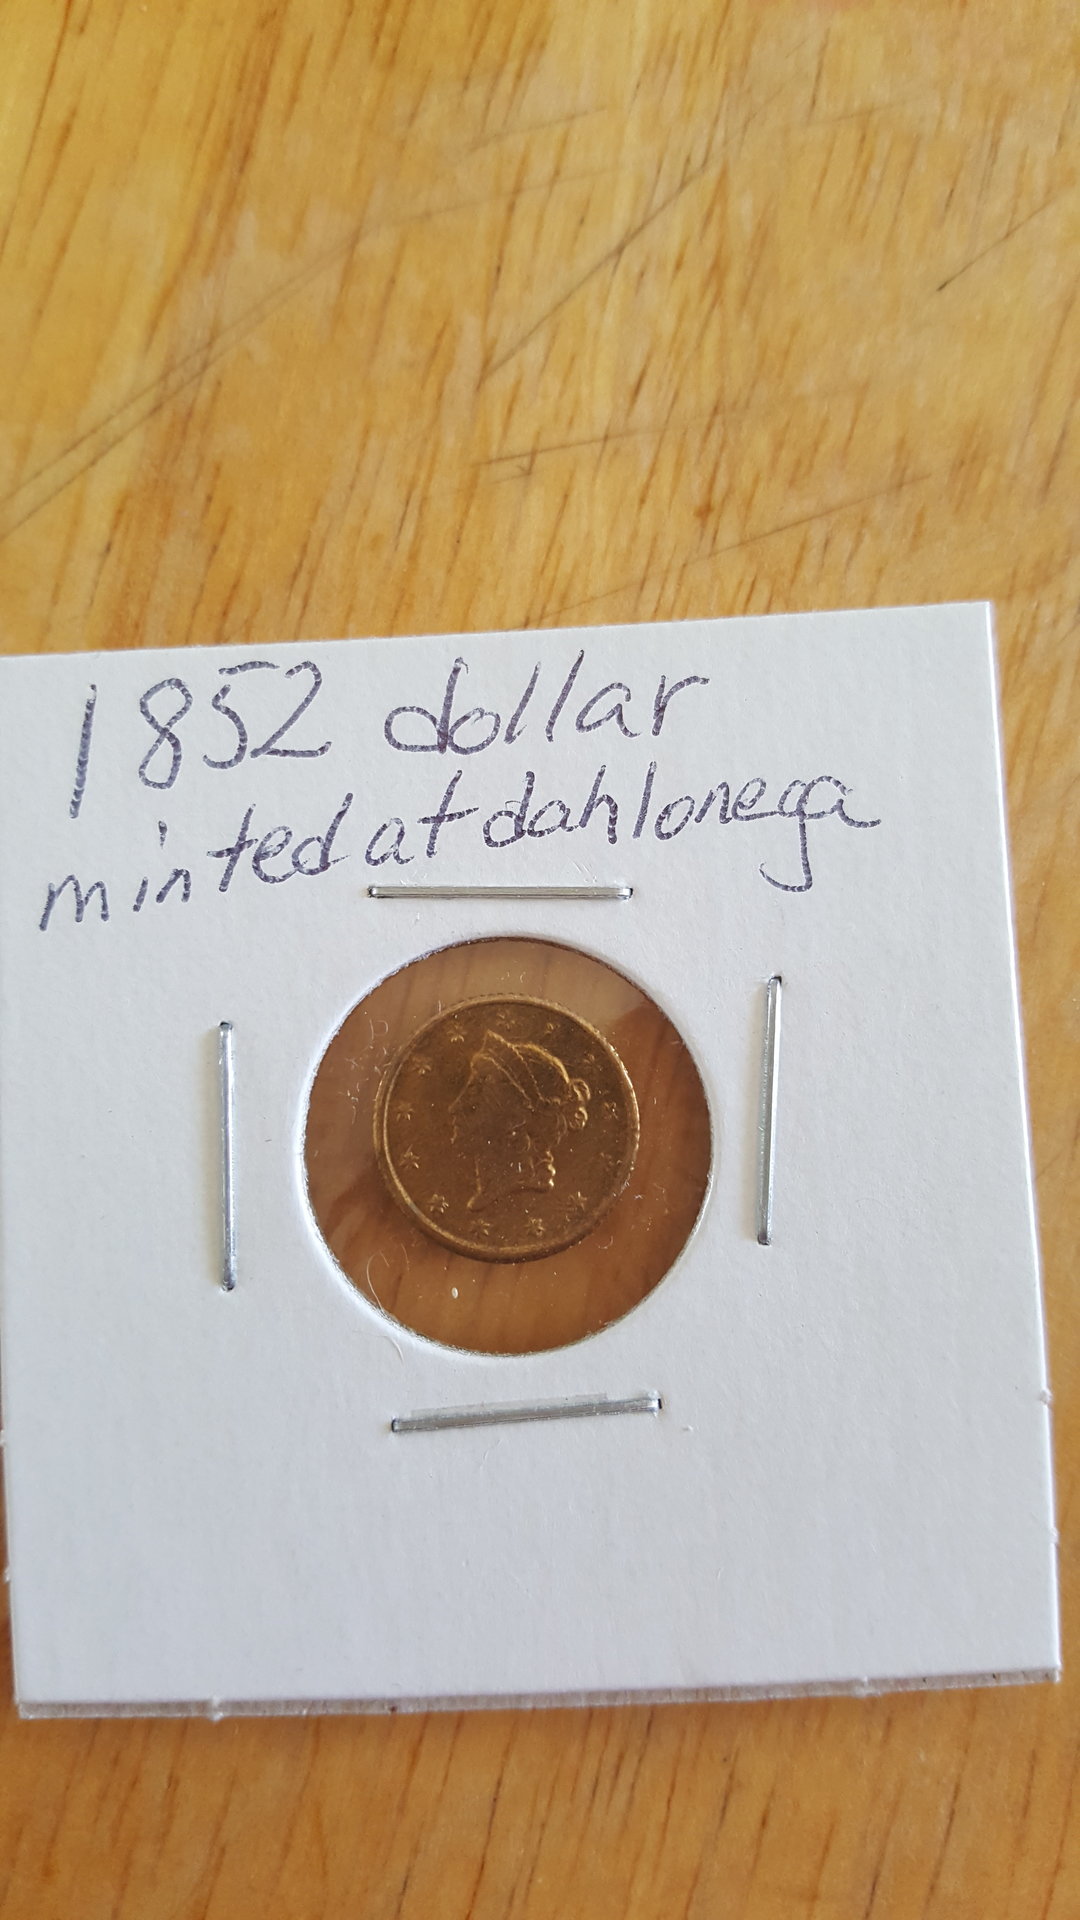 1852 dollar
minted at dahlonega